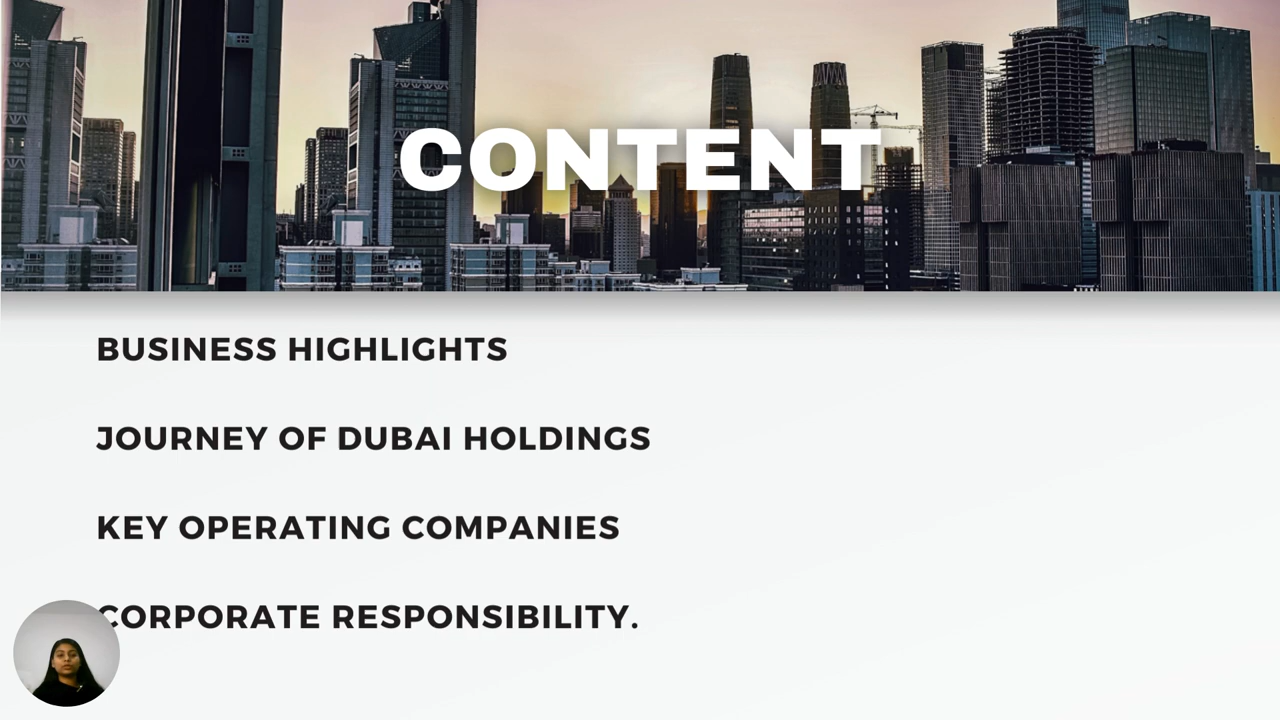 CONTENT
BUSINESS HIGHLIGHTS
JOURNEY OF DUBAI HOLDINGS
KEY OPERATING COMPANIES
CORPORATE RESPONSIBILITY.